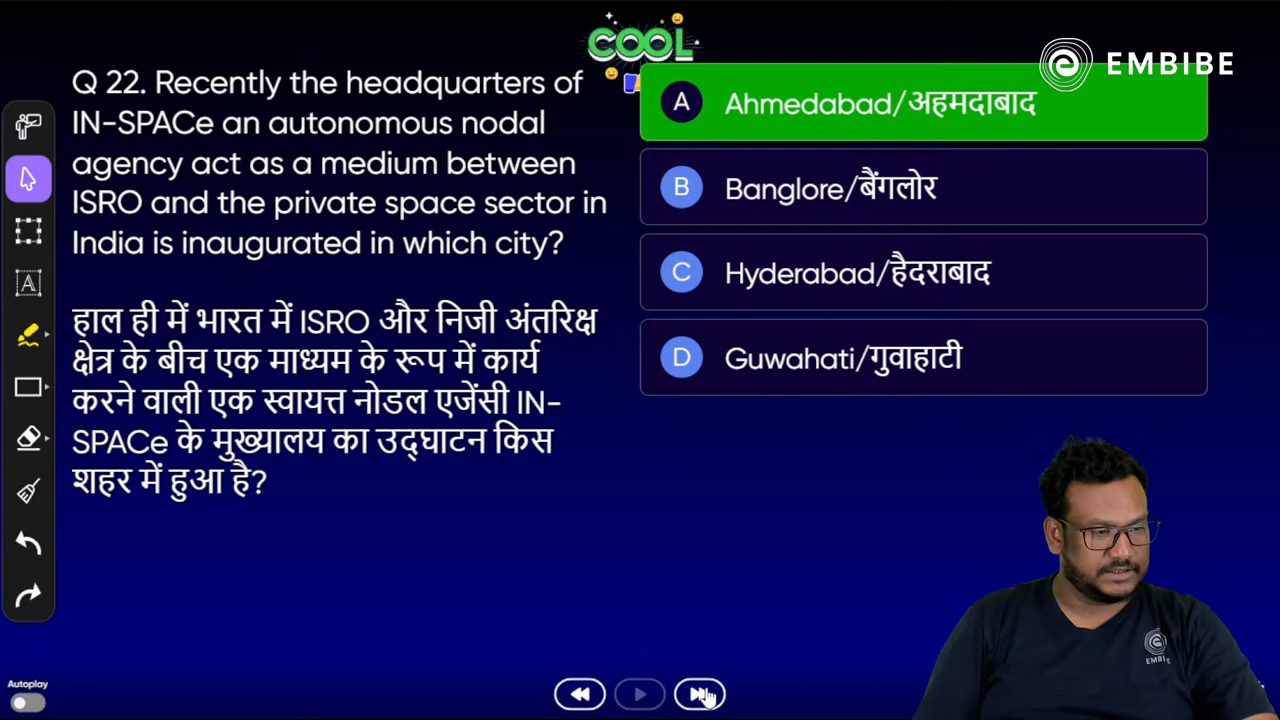 COOL
EMBIBE
Q 22. Recently the headquarters of
IN-SPACe an autonomous nodal
agency act as a medium between
ISRO and the private space sector in
India is inaugurated in which city?
हाल ही में भारत में ISRO और निजी अंतरिक्ष
क्षेत्र के बीच एक माध्यम के रूप में कार्य
करने वाली एक स्वायत्त नोडल एजेंसी IN-
SPACe के मुख्यालय का उद्घाटन किस
शहर में हुआ है?
A Ahmedabad/अहमदाबाद
B Banglore/बैंगलोर
C Hyderabad/हैदराबाद
D Guwahati/गुवाहाटी
A
EMBIBE
Autoplay